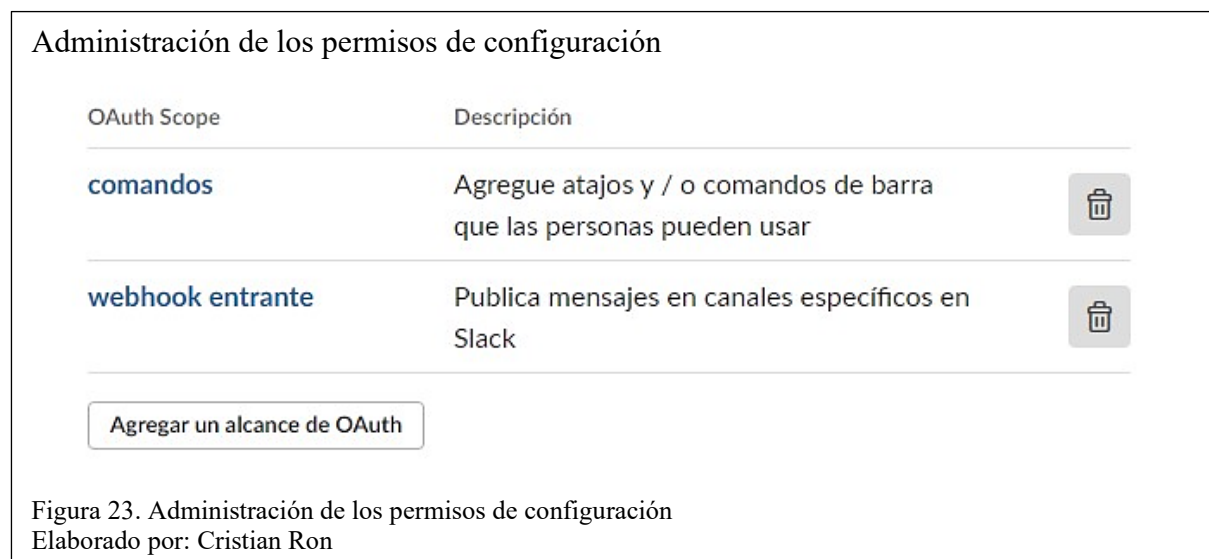 Administración de los permisos de configuración
OAuth Scope Descripción
comandos Agregue atajos y / o comandos de barra
que las personas pueden usar
webhook entrante Publica mensajes en canales específicos en
Slack
Agregar un alcance de OAuth
Figura 23. Administración de los permisos de configuración
Elaborado por: Cristian Ron